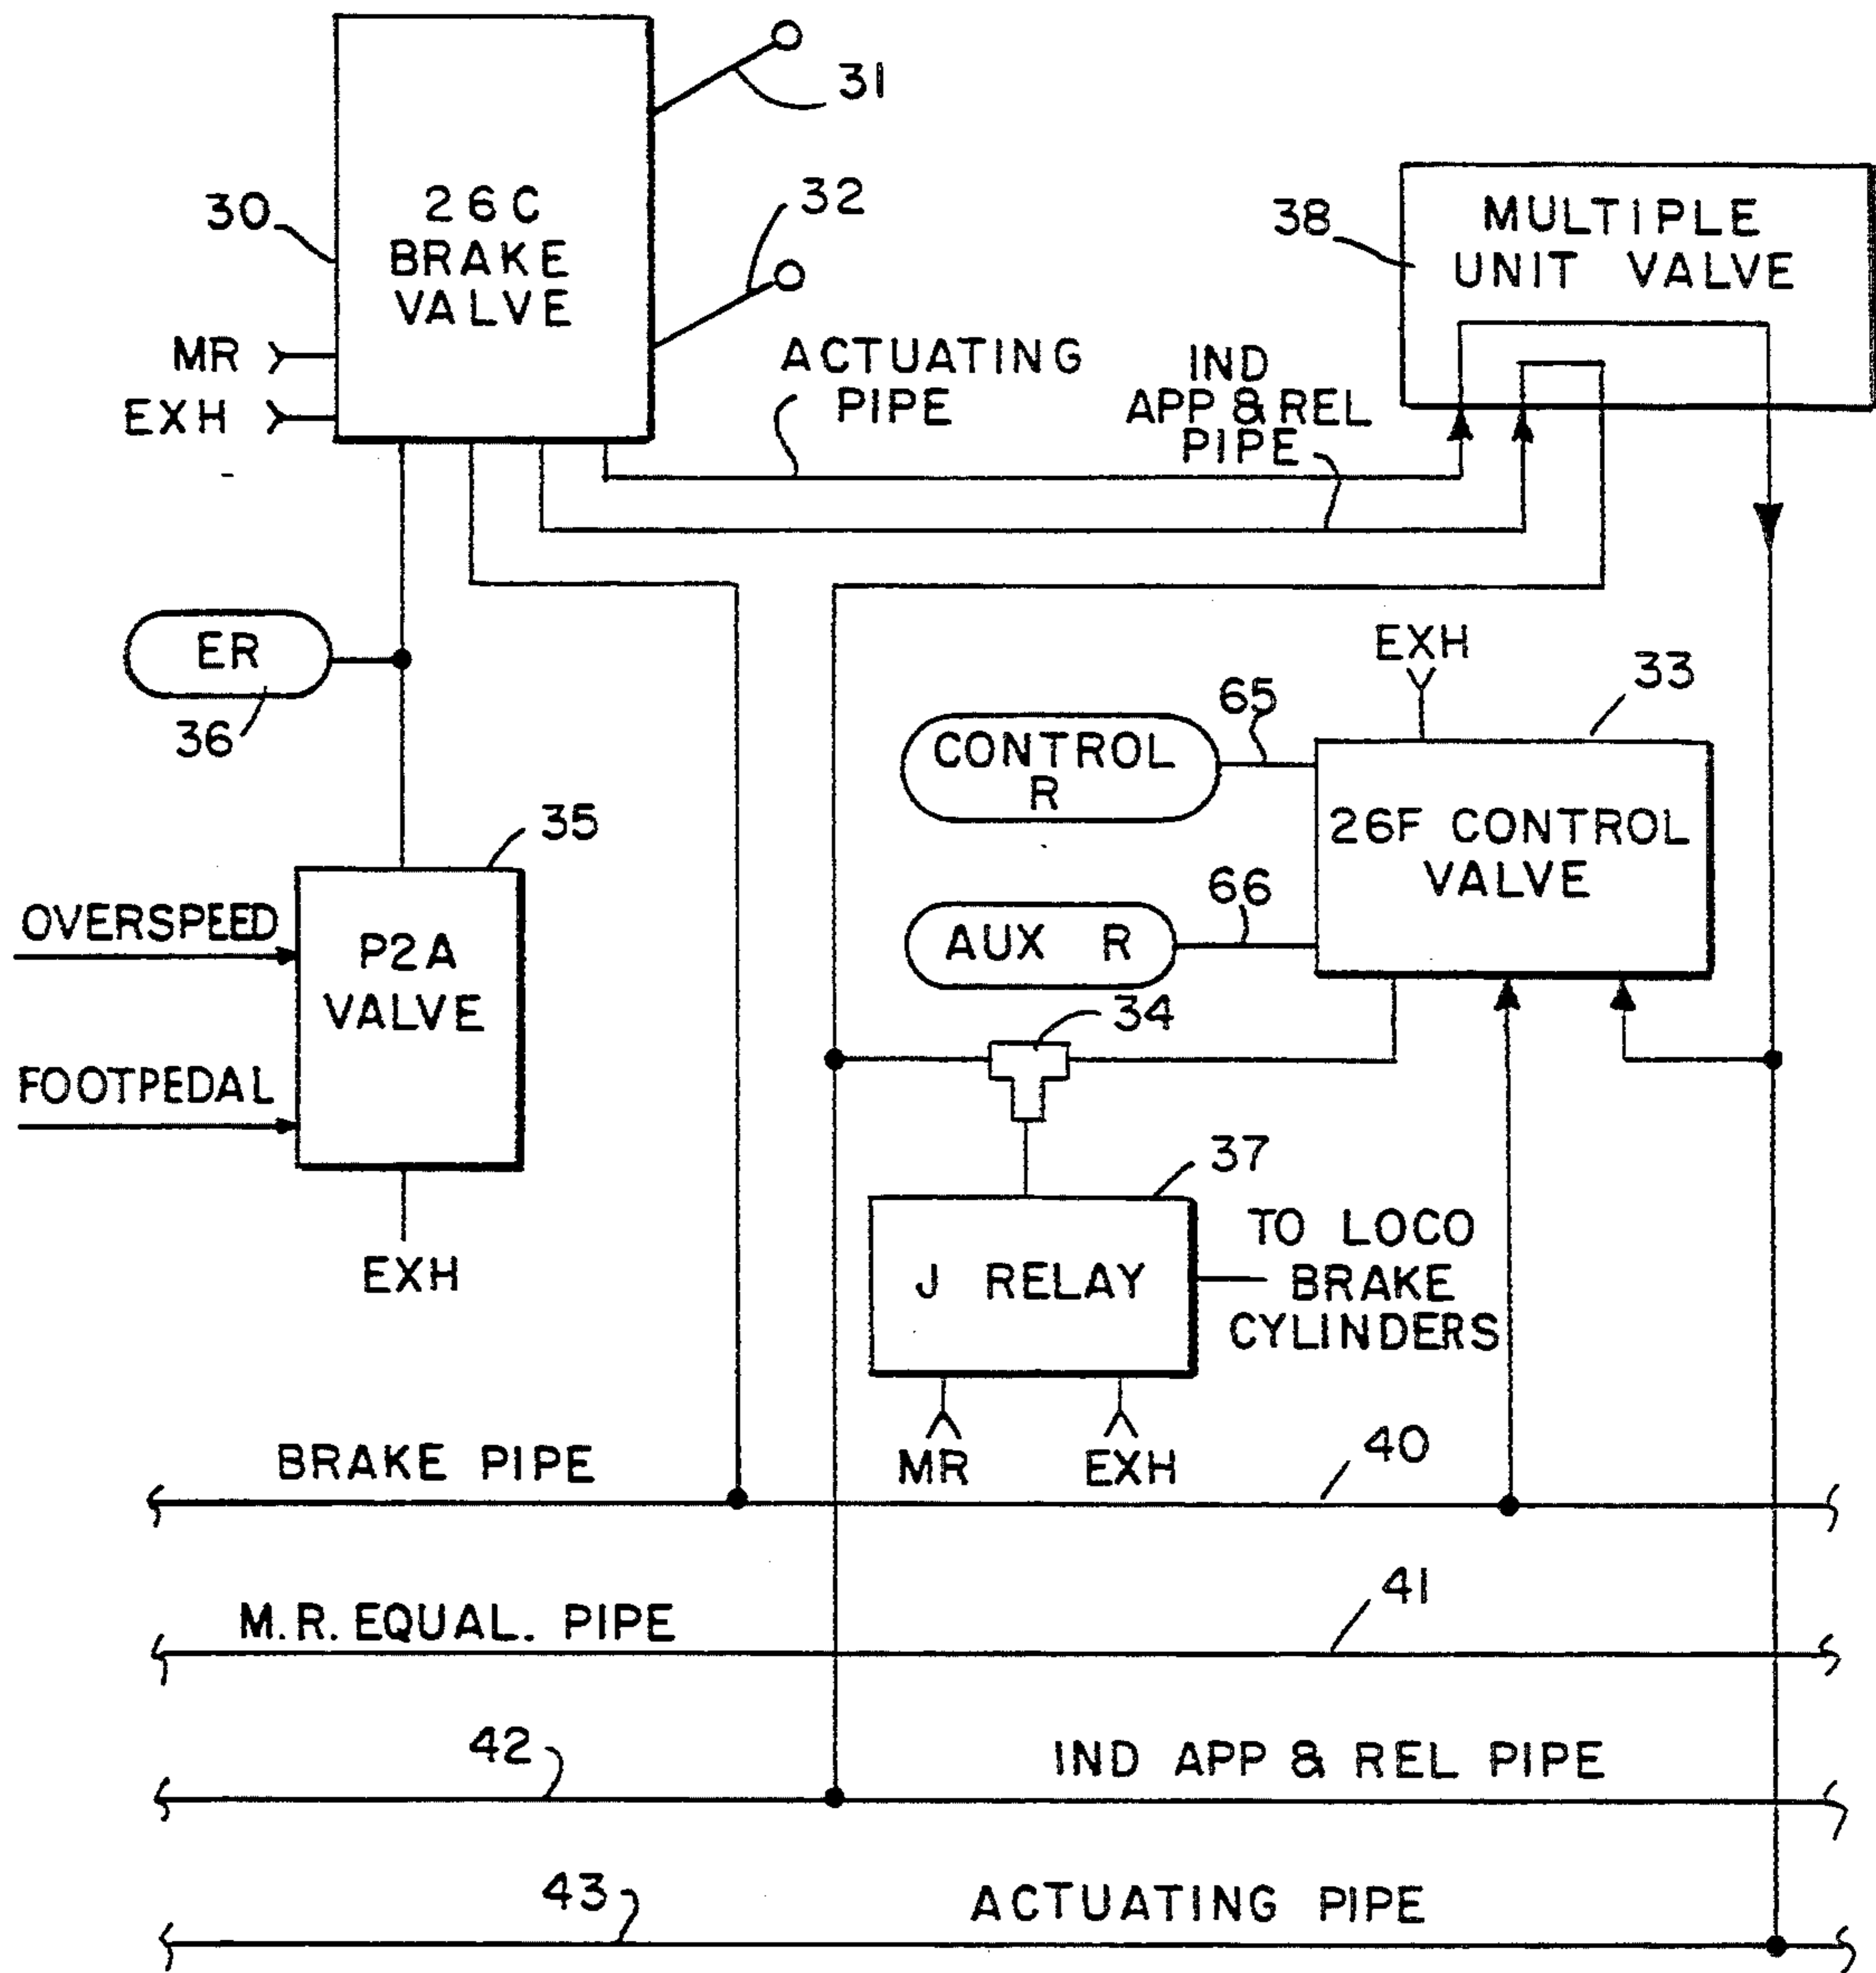 31
26C
BRAKE
VALVE
30
32
MR
EXH
38
MULTIPLE
UNIT VALVE
ACTUATING
PIPE
IND
APP & REL
PIPE
ER
36
EXH
33
65
CONTROL
R
26F CONTROL
VALVE
66
AUX R
35
OVERSPEED
P2A
VALVE
FOOTPEDAL
EXH
34
37
J RELAY
TO LOCO
BRAKE
CYLINDERS
MR
EXH
BRAKE PIPE
40
M.R. EQUAL. PIPE
41
42
IND APP & REL PIPE
43
ACTUATING PIPE